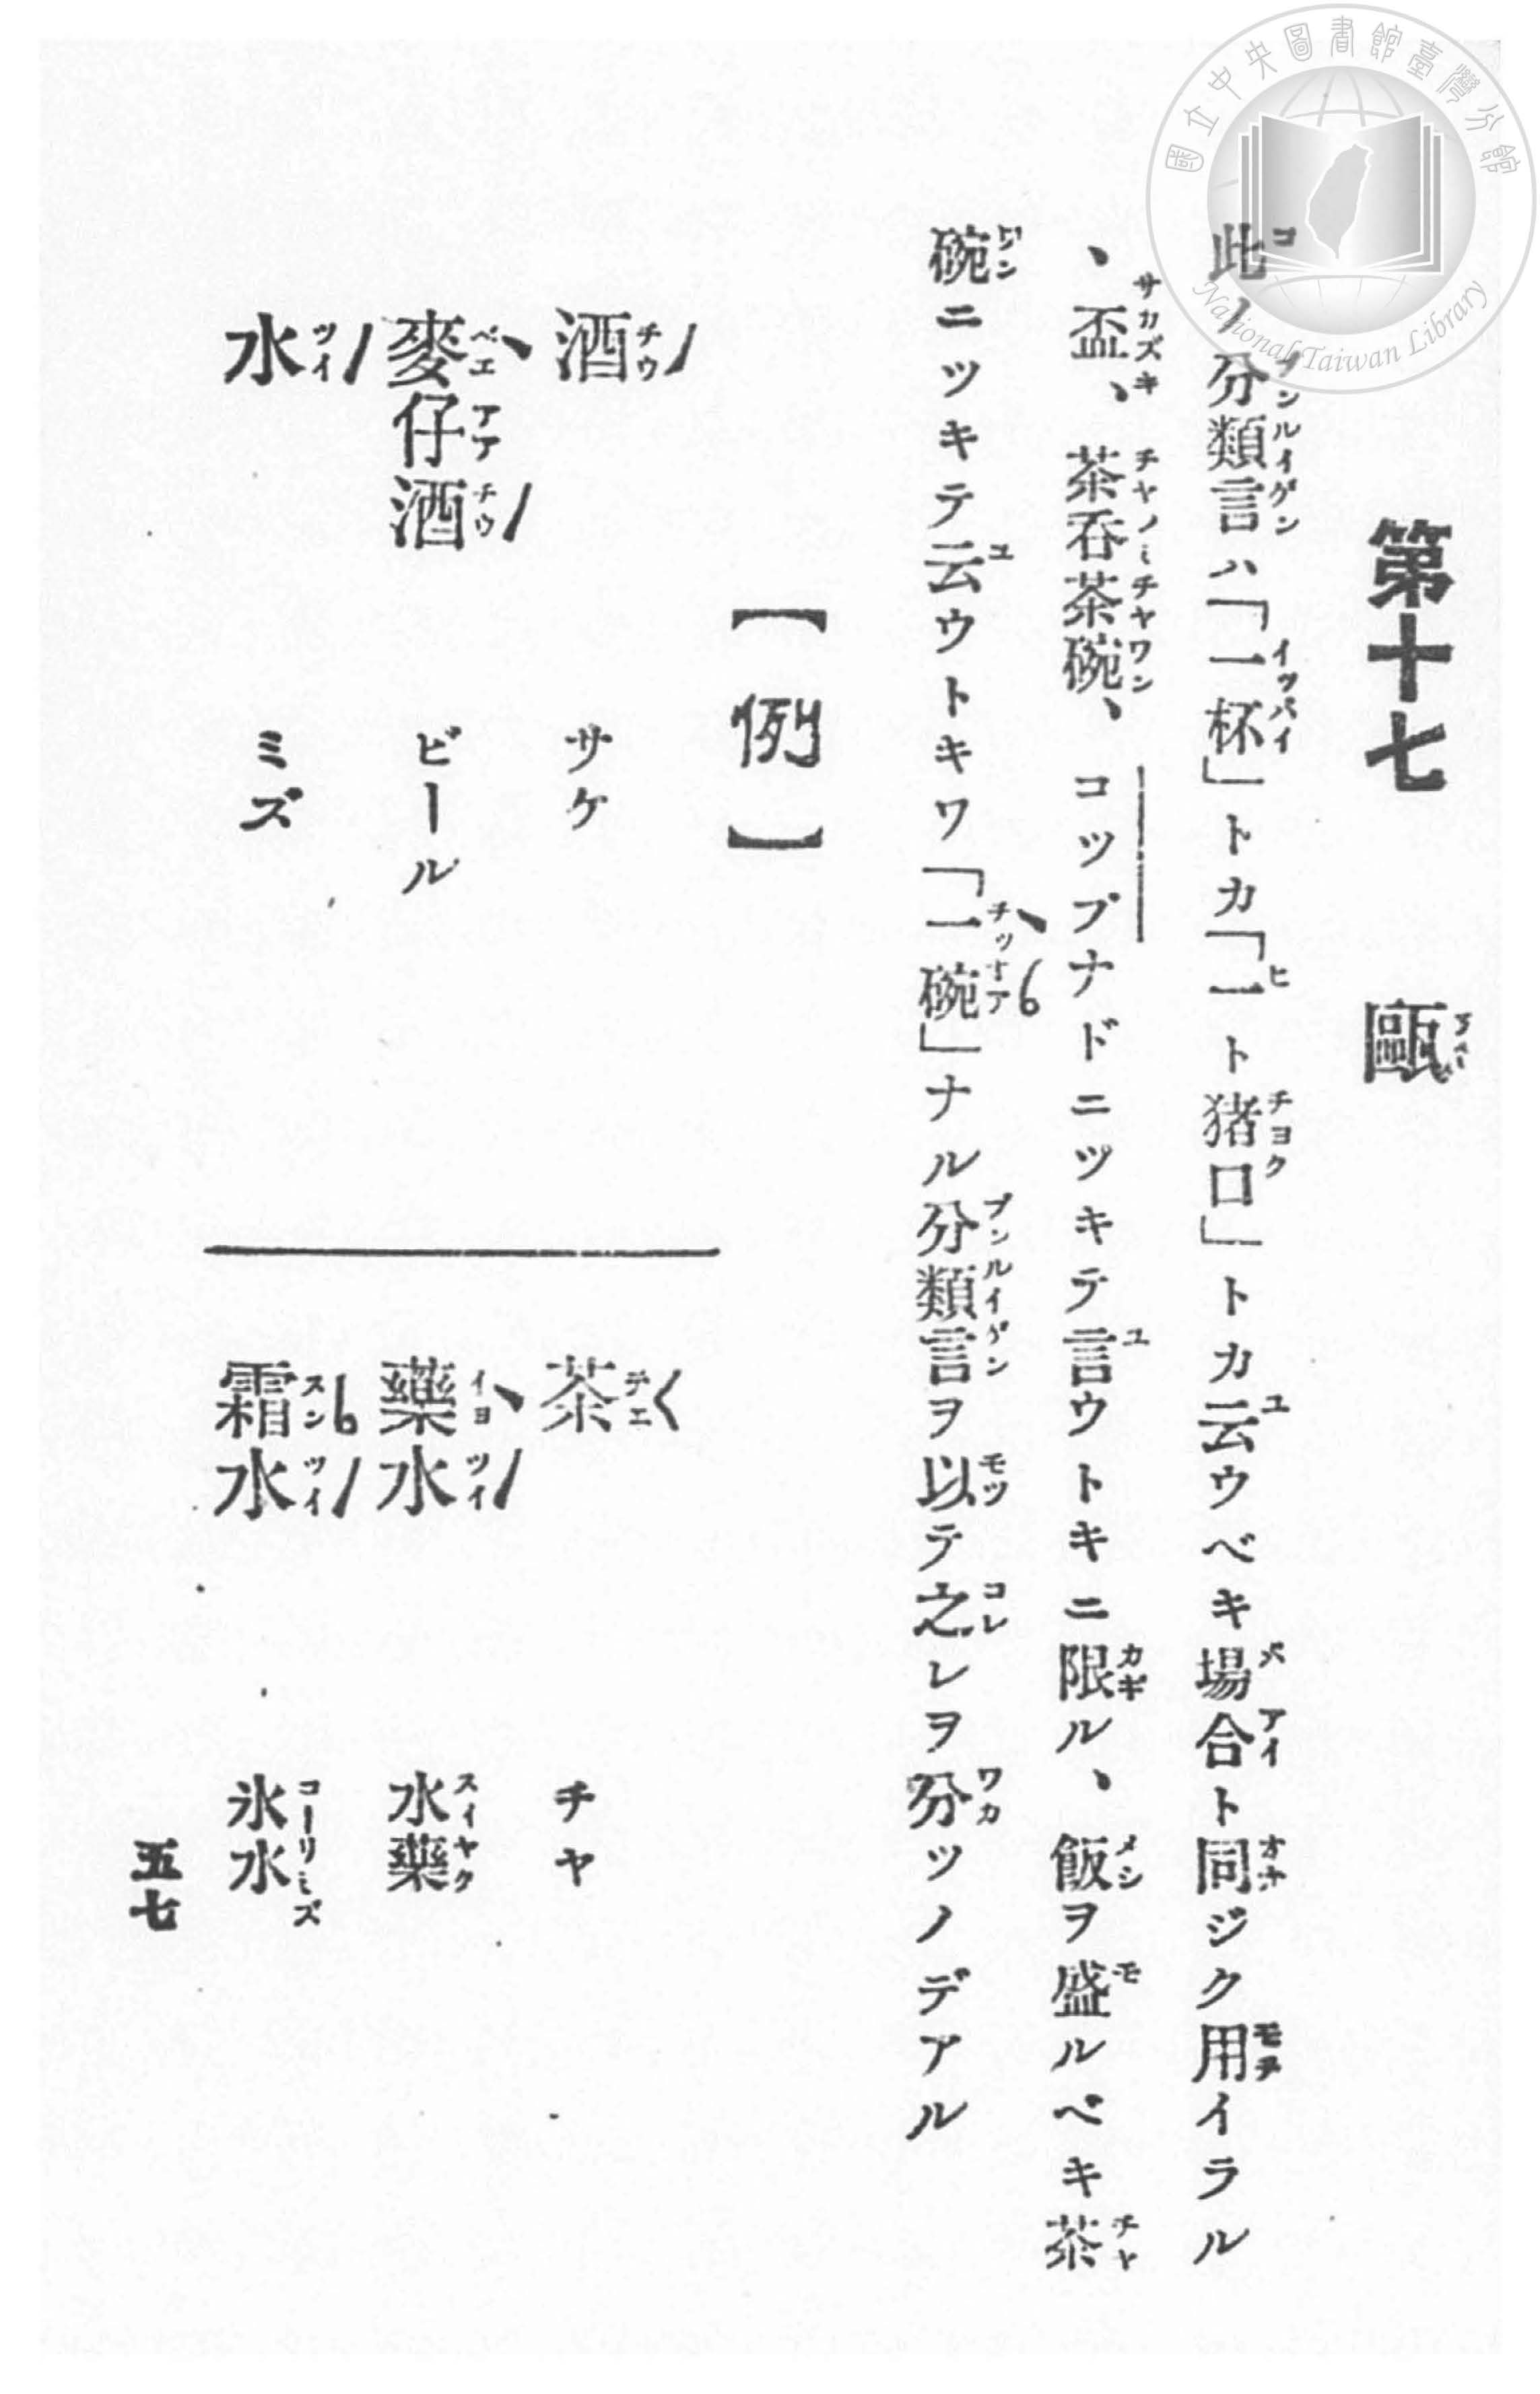 第十七 甌
此ノ分類言ハ「一杯」トカ「一ト猪口」トカ云ウベキ場合ト同ジク用イラル
、盃、茶呑茶碗、コップナドニツキテ言ウトキニ限ル、飯ヲ盛ルベキ茶
碗ニツキテ云ウトキワ「一碗」ナル分類言ヲ以テ之レヲ分ツノデアル
【例】
酒 サケ
麥仔酒 ビール
水 ミズ
茶 チヤ
藥水 水藥
霜水 氷水
五七
國立中央圖書館臺灣分館
National Taiwan Library